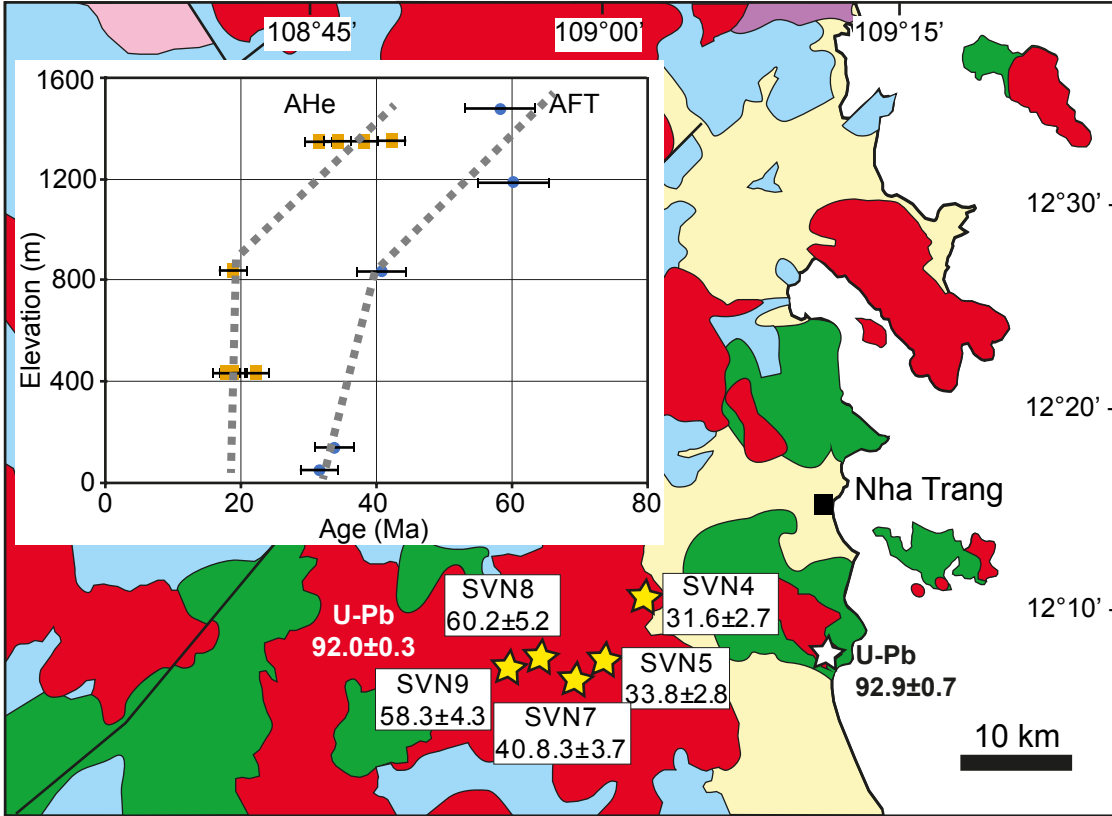 108°45’
109°00’
109°15’
12°30’
12°20’
12°10’
1600
1200
800
400
0
Elevation (m)
AHe
AFT
0
20
40
60
80
Age (Ma)
Nha Trang
SVN8
60.2±5.2
SVN4
31.6±2.7
U-Pb
92.0±0.3
SVN9
58.3±4.3
SVN7
40.8.3±3.7
SVN5
33.8±2.8
U-Pb
92.9±0.7
10 km